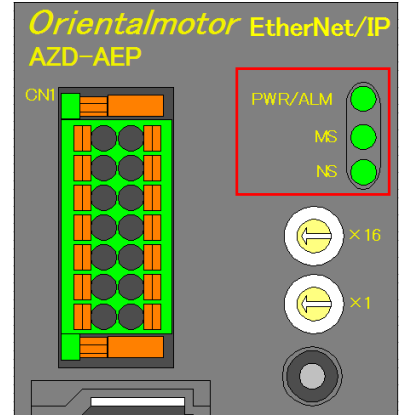 Orientalmotor EtherNet/IP
AZD-AEP
CN1
PWR/ALM
MS
NS
×16
×1